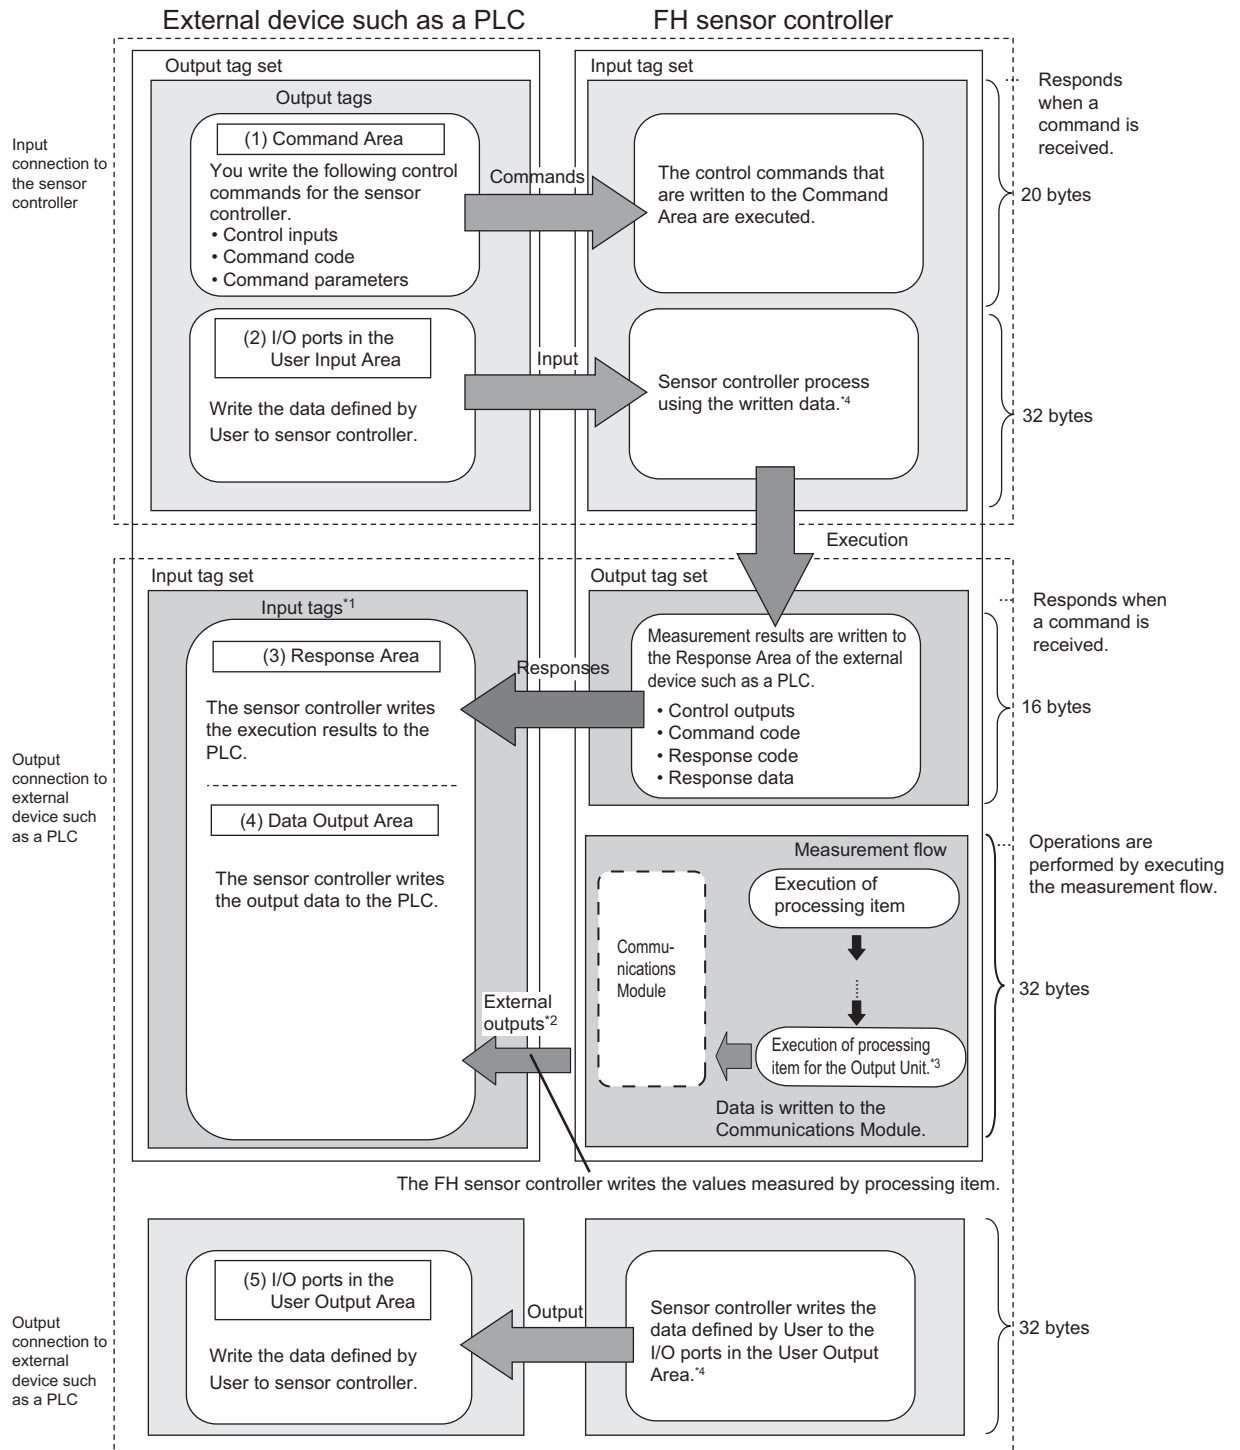 External device such as a PLC
FH sensor controller
Output tag set
Input tag set
Output tags
Input
connection to
the sensor
controller
(1) Command Area
You write the following control
commands for the sensor
controller.
• Control inputs
• Command code
• Command parameters
Commands
The control commands that
are written to the Command
Area are executed.
Responds
when a
command is
received.
20 bytes
(2) I/O ports in the
User Input Area
Write the data defined by
User to sensor controller.
Input
Sensor controller process
using the written data.*4
32 bytes
Execution
Input tag set
Output tag set
Input tags*1
Output
connection to
external
device such
as a PLC
(3) Response Area
The sensor controller writes
the execution results to the
PLC.
Responses
Measurement results are written to
the Response Area of the external
device such as a PLC.
• Control outputs
• Command code
• Response code
• Response data
Responds when
a command is
received.
16 bytes
(4) Data Output Area
The sensor controller writes
the output data to the PLC.
External
outputs*2
Measurement flow
Commu-
nications
Module
Execution of
processing item
Execution of processing
item for the Output Unit.*3
Data is written to the
Communications Module.
Operations are
performed by executing
the measurement flow.
32 bytes
The FH sensor controller writes the values measured by processing item.
Output
connection to
external
device such
as a PLC
(5) I/O ports in the
User Output Area
Write the data defined by
User to sensor controller.
Output
Sensor controller writes the
data defined by User to the
I/O ports in the User Output
Area.*4
32 bytes